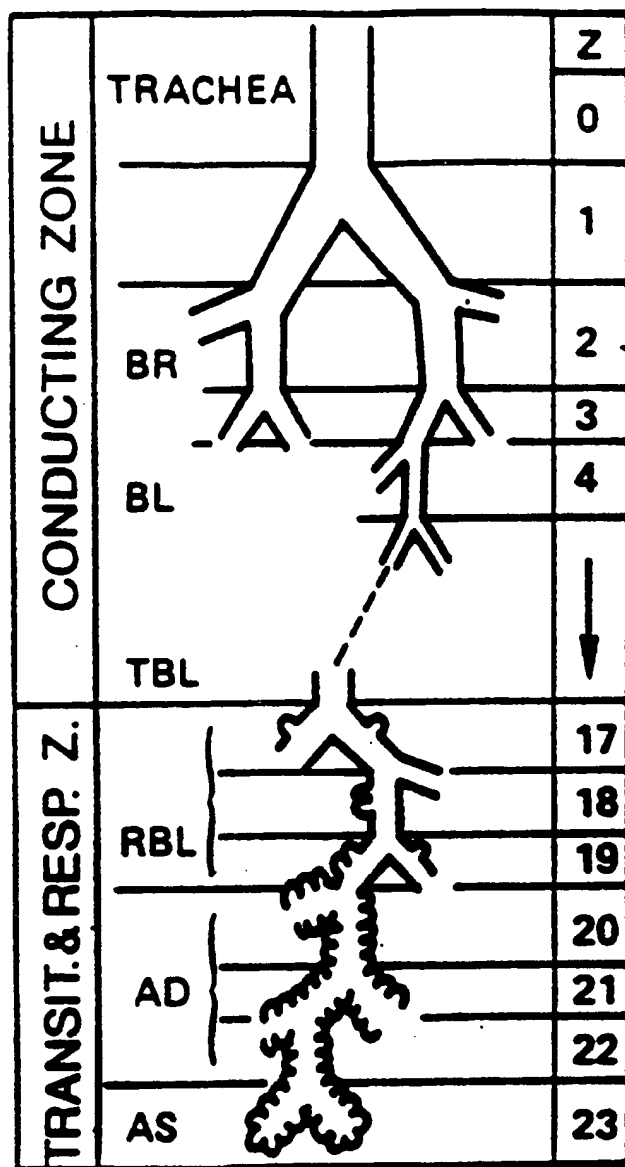 Z
TRACHEA
0
1
BR
2
3
BL
4
TBL
CONDUCTING ZONE
17
18
RBL
19
20
AD
21
22
AS
23
TRANSIT.& RESP. Z.